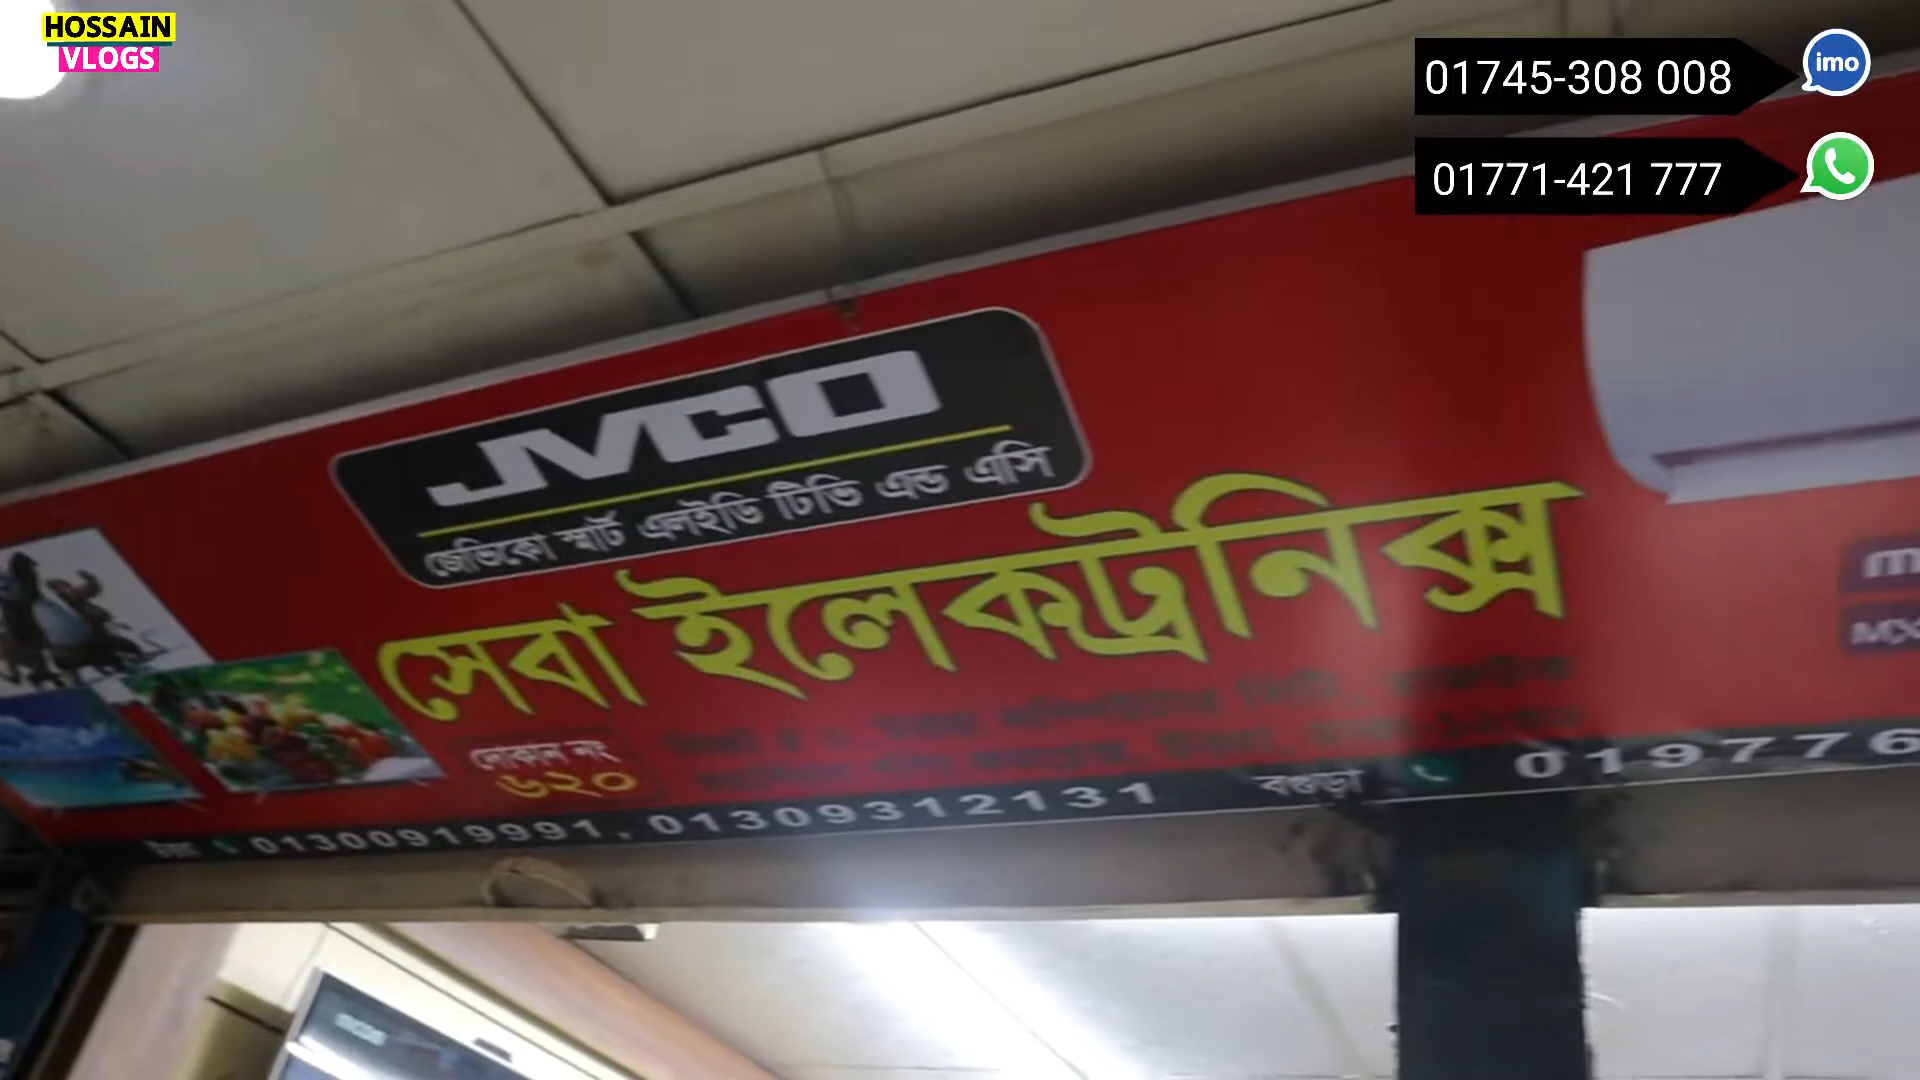 HOSSAIN
VLOGS
01745-308 008
imo
01771-421 777
JVCO
জেভিকো স্মার্ট এলইডি টিভি এন্ড এসি
সেবা ইলেকট্রনিক্স
দোকান নং
৬২০
01300919991, 01309312131
বগুড়া
019776